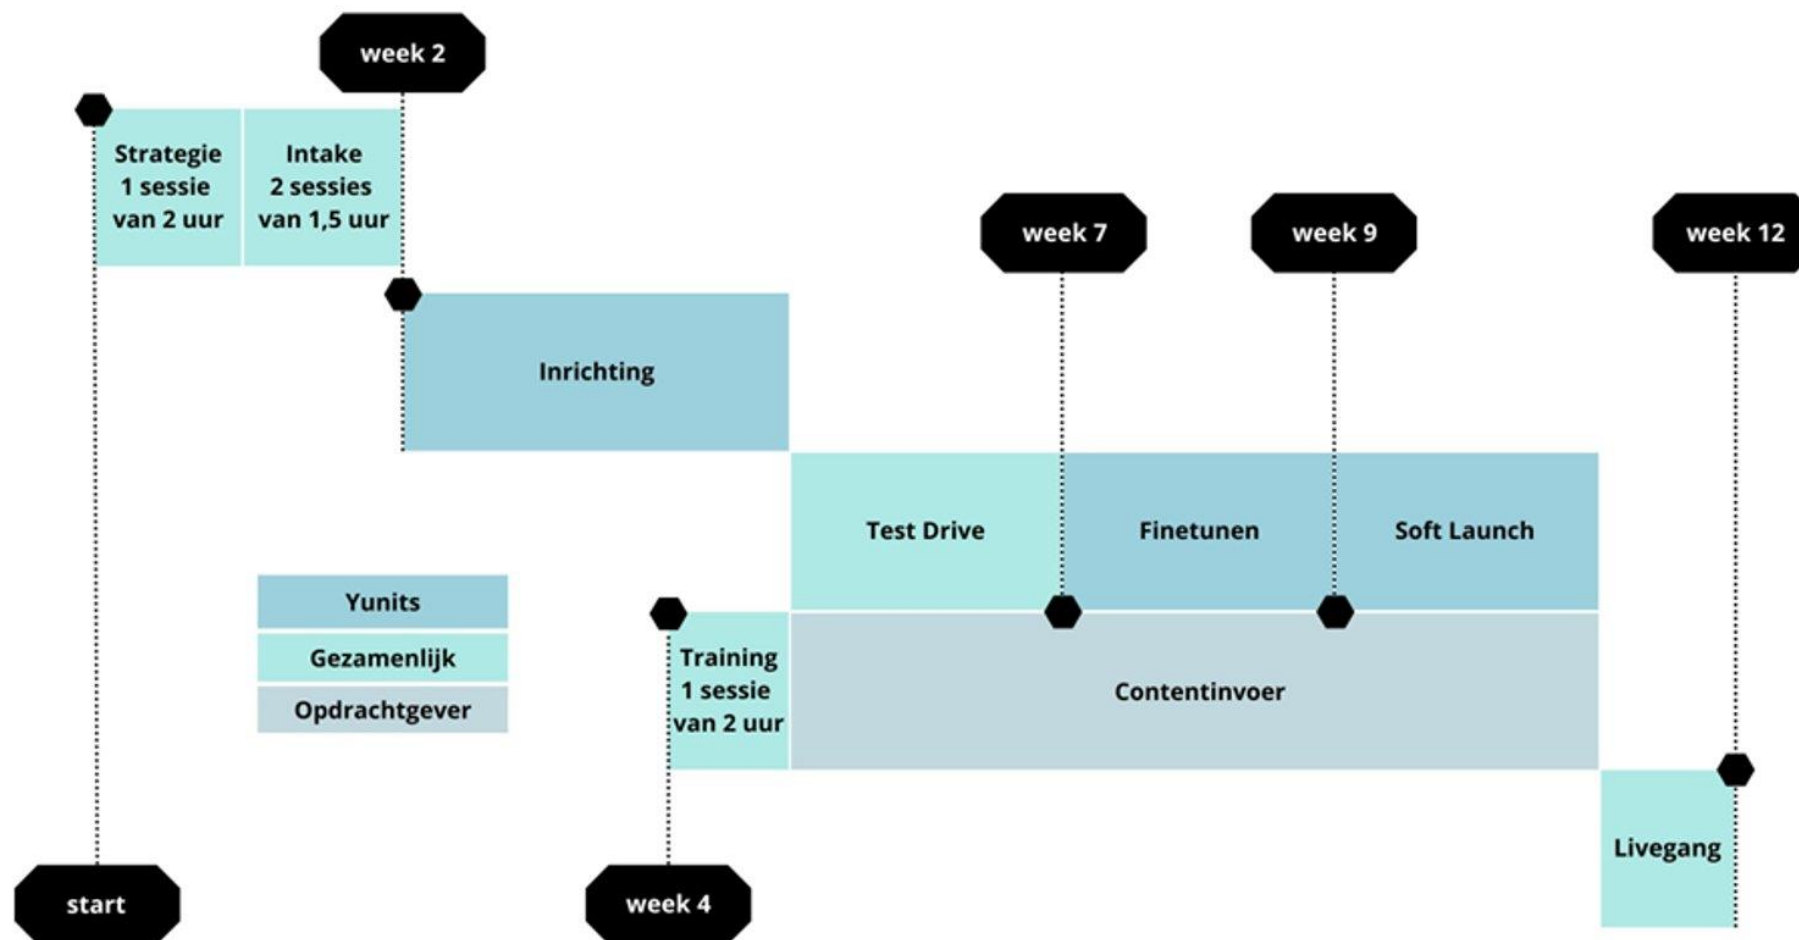 week 2
Strategie
1 sessie
van 2 uur
Intake
2 sessies
van 1,5 uur
week 7
week 9
week 12
Inrichting
Test Drive
Finetunen
Soft Launch
Yunits
Gezamenlijk
Opdrachtgever
Training
1 sessie
van 2 uur
Contentinvoer
Livegang
start
week 4